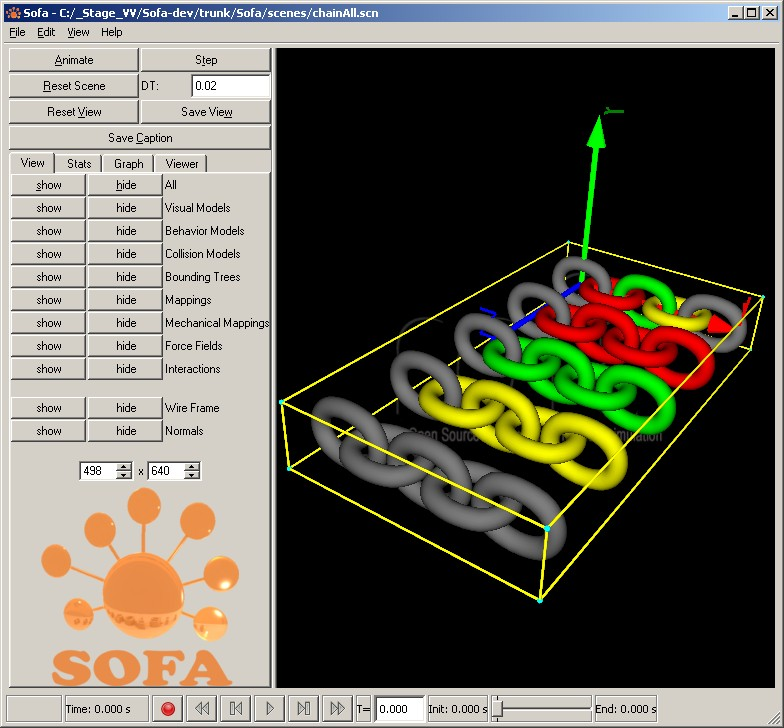 Sofa - C:/_Stage_VV/Sofa-dev/trunk/Sofa/scenes/chainAll.scn
File Edit View Help
Animate Step
Reset Scene DT: 0.02
Reset View Save View
Save Caption
View Stats Graph Viewer
show hide All
show hide Visual Models
show hide Behavior Models
show hide Collision Models
show hide Bounding Trees
show hide Mappings
show hide Mechanical Mappings
show hide Force Fields
show hide Interactions
show hide Wire Frame
show hide Normals
498 x 640
SOFA
Y
Open Source
Simulation
Time: 0.000 s T= 0.000 Init: 0.000 s End: 0.000 s